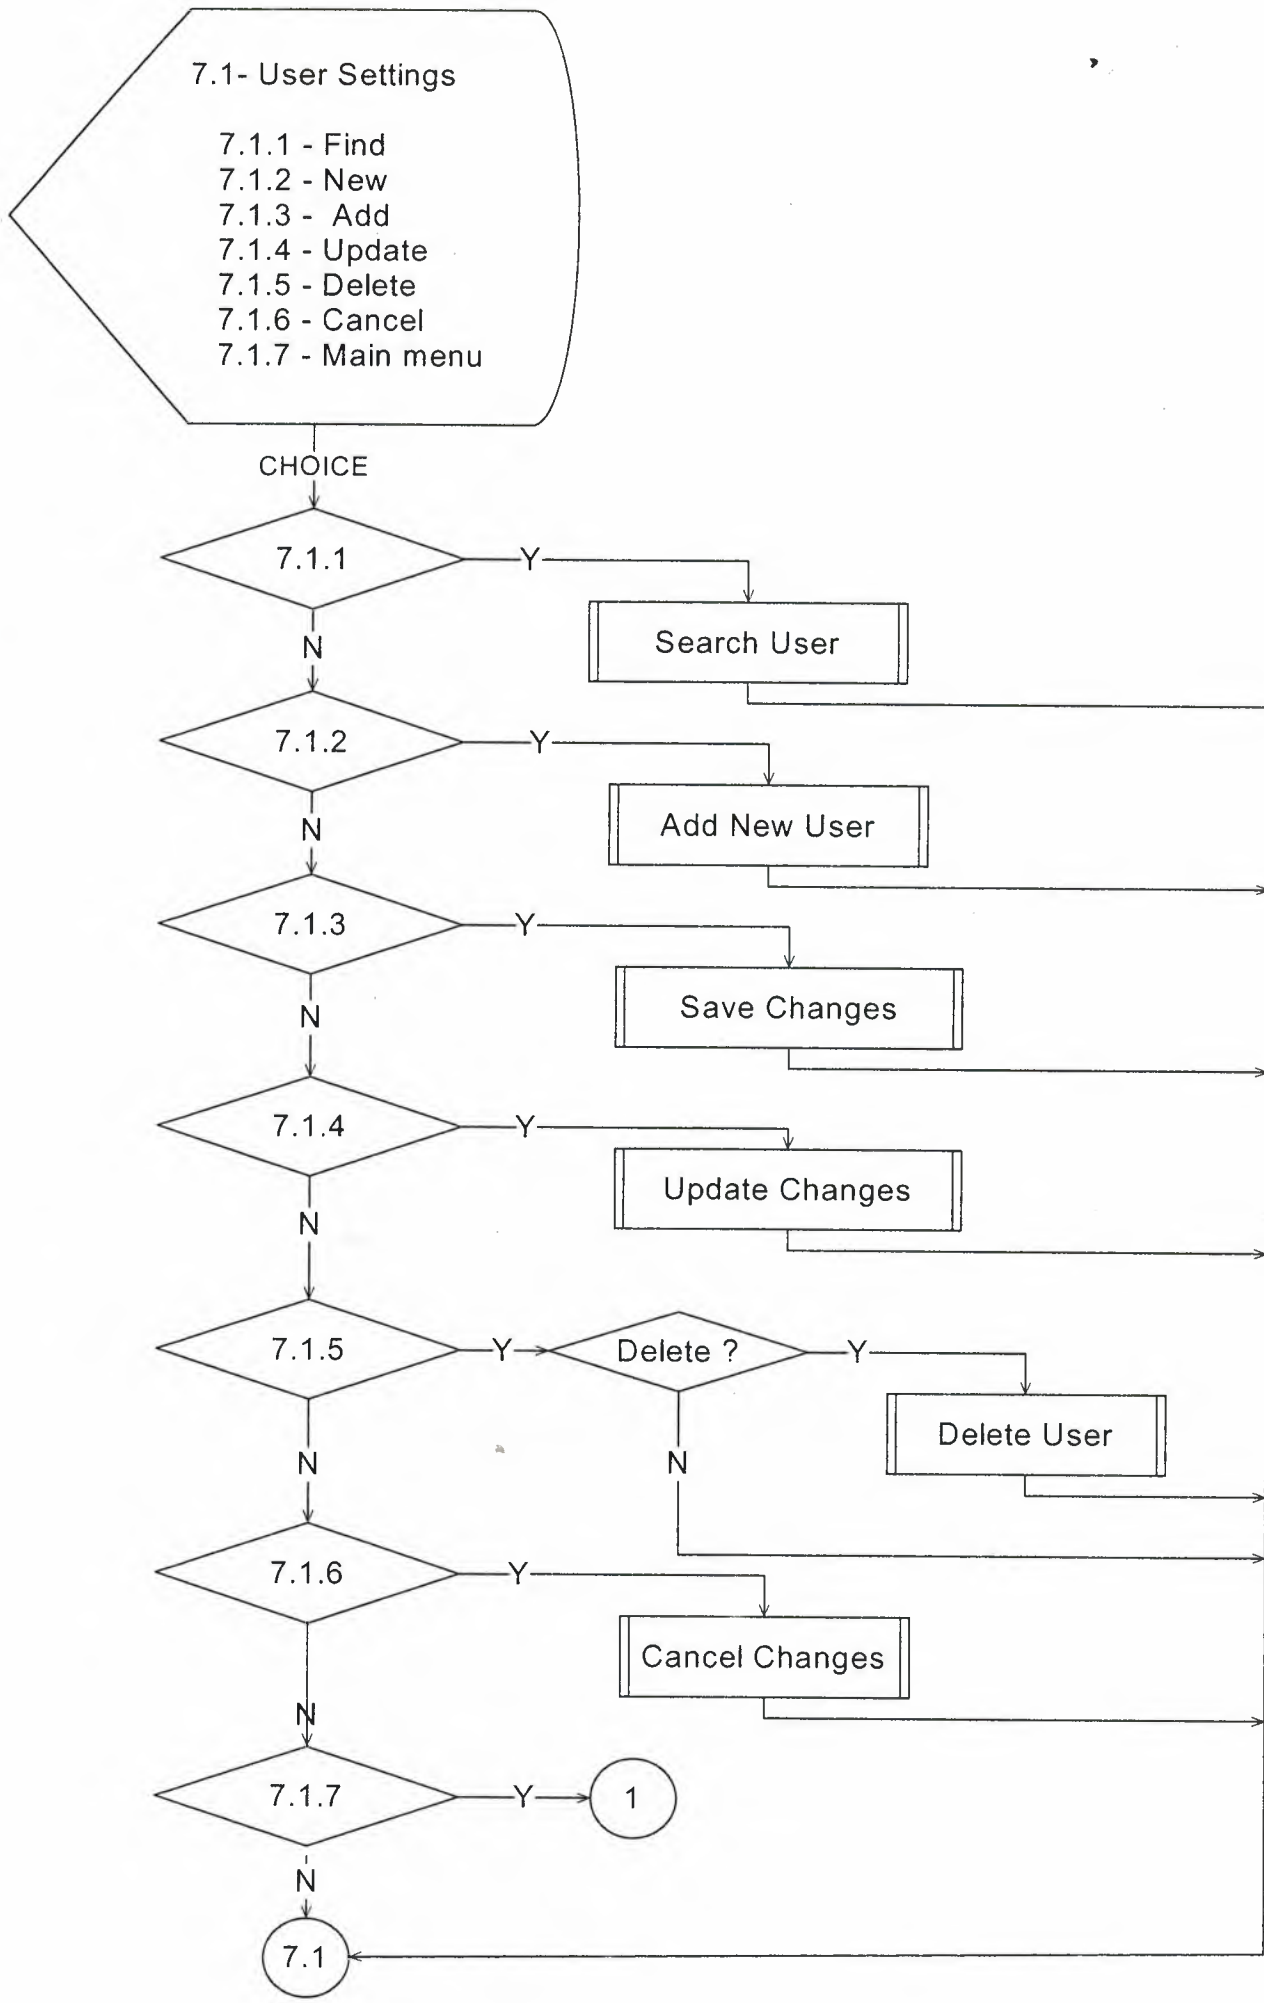 7.1- User Settings
7.1.1 - Find
7.1.2 - New
7.1.3 - Add
7.1.4 - Update
7.1.5 - Delete
7.1.6 - Cancel
7.1.7 - Main menu
CHOICE
7.1.1
Y
Search User
N
7.1.2
Y
Add New User
N
7.1.3
Y
Save Changes
N
7.1.4
Y
Update Changes
N
7.1.5
Y
Delete ?
Y
Delete User
N
N
7.1.6
Y
Cancel Changes
N
7.1.7
Y
1
N
7.1